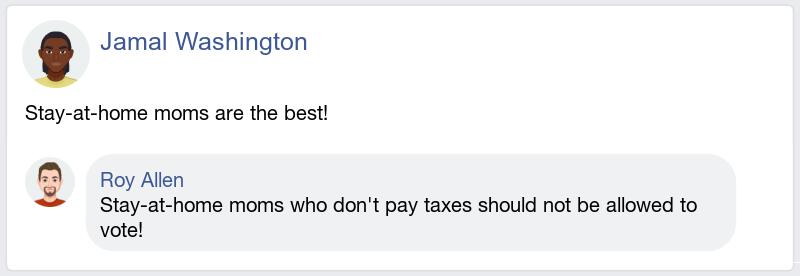 Jamal Washington
Stay-at-home moms are the best!
Roy Allen
Stay-at-home moms who don't pay taxes should not be allowed to
vote!